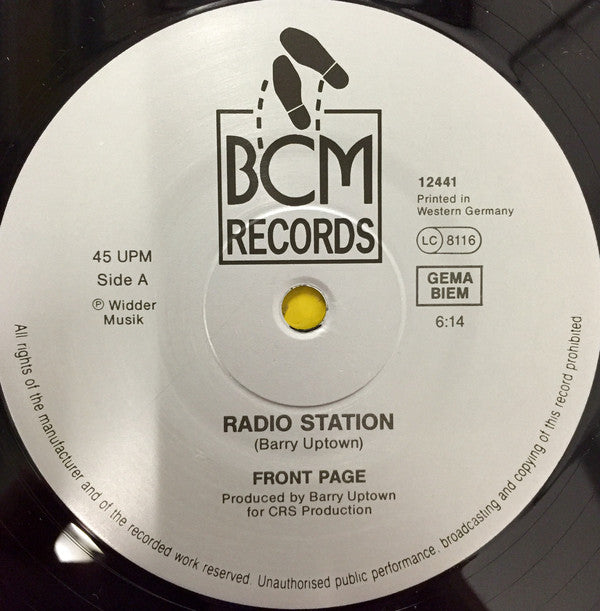 BCM
RECORDS
12441
Printed in
Western Germany
LC 8116
GEMA
BIEM
6:14
45 UPM
Side A
℗ Widder
Musik
RADIO STATION
(Barry Uptown)
FRONT PAGE
Produced by Barry Uptown
for CRS Production
All rights of the manufacturer and of the recorded work reserved. Unauthorised public performance, broadcasting and copying of this record prohibited